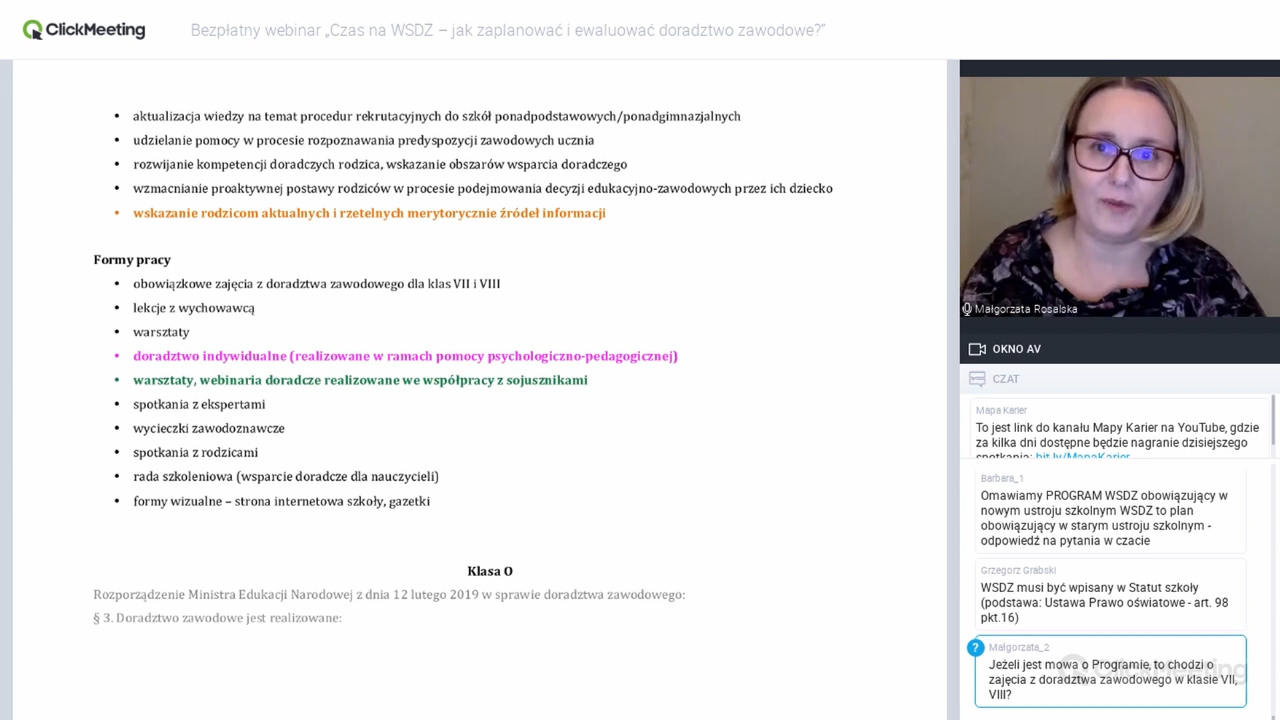 ClickMeeting
Bezpłatny webinar „Czas na WSDZ – jak zaplanować i ewaluować doradztwo zawodowe?”
• aktualizacja wiedzy na temat procedur rekrutacyjnych do szkół ponadpodstawowych/ponadgimnazjalnych
• udzielanie pomocy w procesie rozpoznawania predyspozycji zawodowych ucznia
• rozwijanie kompetencji doradczych rodzica, wskazanie obszarów wsparcia doradczego
• wzmacnianie proaktywnej postawy rodziców w procesie podejmowania decyzji edukacyjno-zawodowych przez ich dziecko
• wskazanie rodzicom aktualnych i rzetelnych merytorycznie źródeł informacji
Formy pracy
• obowiązkowe zajęcia z doradztwa zawodowego dla klas VII i VIII
• lekcje z wychowawcą
• warsztaty
• doradztwo indywidualne (realizowane w ramach pomocy psychologiczno-pedagogicznej)
• warsztaty, webinaria doradcze realizowane we współpracy z sojusznikami
• spotkania z ekspertami
• wycieczki zawodoznawcze
• spotkania z rodzicami
• rada szkoleniowa (wsparcie doradcze dla nauczycieli)
• formy wizualne – strona internetowa szkoły, gazetki
Klasa O
Rozporządzenie Ministra Edukacji Narodowej z dnia 12 lutego 2019 w sprawie doradztwa zawodowego:
§ 3. Doradztwo zawodowe jest realizowane:
Małgorzata Rosalska
OKNO AV
CZAT
Mapa Karier
To jest link do kanału Mapy Karier na YouTube, gdzie
za kilka dni dostępne będzie nagranie dzisiejszego
spotkania: bit.ly/MapaKarier
Barbara_1
Omawiamy PROGRAM WSDZ obowiązujący w
nowym ustroju szkolnym WSDZ to plan
obowiązujący w starym ustroju szkolnym -
odpowiedź na pytania w czacie
Grzegorz Grabski
WSDZ musi być wpisany w Statut szkoły
(podstawa: Ustawa Prawo oświatowe - art. 98
pkt.16)
?
Małgorzata_2
Jeżeli jest mowa o Programie, to chodzi o
zajęcia z doradztwa zawodowego w klasie VII,
VIII?
ClickMeeting